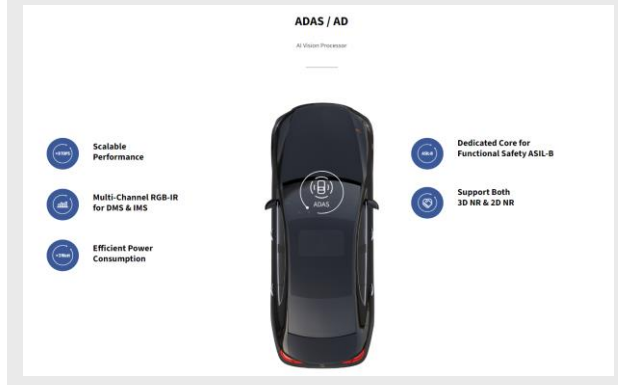 ADAS / AD
AI Vision Processor
Scalable
Performance
Multi-Channel RGB-IR
for DMS & IMS
Efficient Power
Consumption
ADAS
Dedicated Core for
Functional Safety ASIL-B
Support Both
3D NR & 2D NR